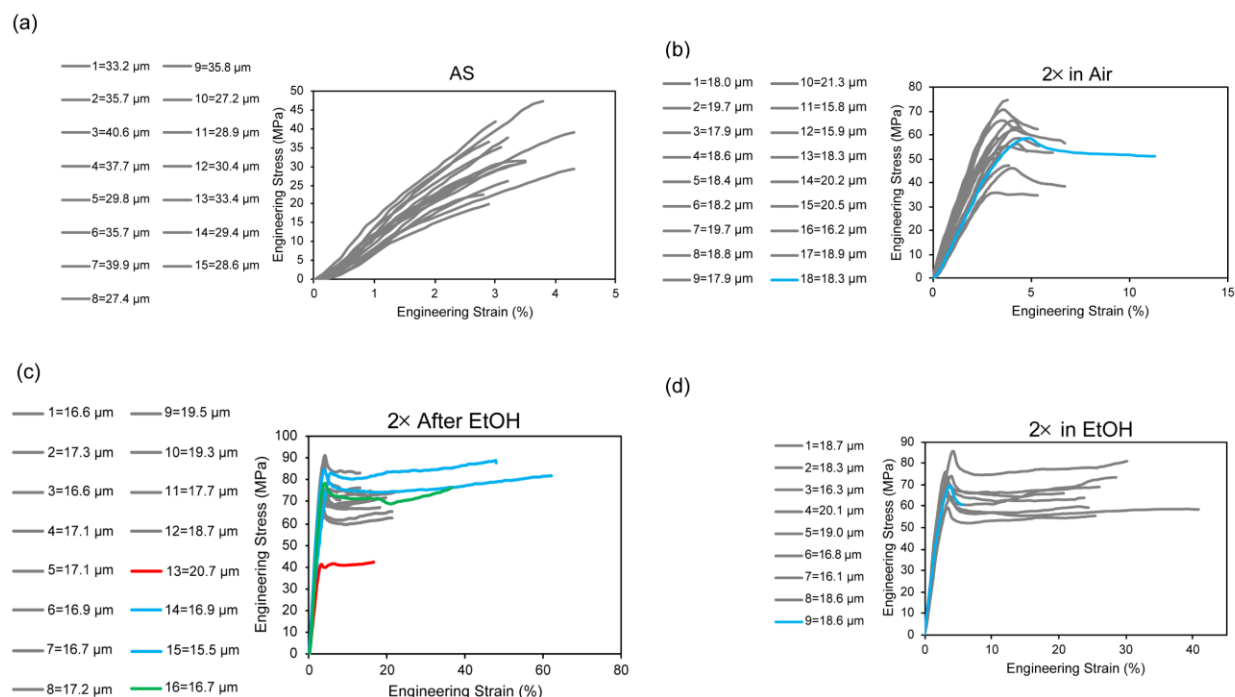 (a)
AS
1=33.2 µm 9=35.8 µm
2=35.7 µm 10=27.2 µm
3=40.6 µm 11=28.9 µm
4=37.7 µm 12=30.4 µm
5=29.8 µm 13=33.4 µm
6=35.7 µm 14=29.4 µm
7=39.9 µm 15=28.6 µm
8=27.4 µm
Engineering Stress (MPa)
50
45
40
35
30
25
20
15
10
5
0
0 1 2 3 4 5
Engineering Strain (%)
(b)
2× in Air
1=18.0 µm 10=21.3 µm
2=19.7 µm 11=15.8 µm
3=17.9 µm 12=15.9 µm
4=18.6 µm 13=18.3 µm
5=18.4 µm 14=20.2 µm
6=18.2 µm 15=20.5 µm
7=19.7 µm 16=16.2 µm
8=18.8 µm 17=18.9 µm
9=17.9 µm 18=18.3 µm
Engineering Stress (MPa)
80
70
60
50
40
30
20
10
0
0 5 10 15
Engineering Strain (%)
(c)
2× After EtOH
1=16.6 µm 9=19.5 µm
2=17.3 µm 10=19.3 µm
3=16.6 µm 11=17.7 µm
4=17.1 µm 12=18.7 µm
5=17.1 µm 13=20.7 µm
6=16.9 µm 14=16.9 µm
7=16.7 µm 15=15.5 µm
8=17.2 µm 16=16.7 µm
Engineering Stress (MPa)
100
90
80
70
60
50
40
30
20
10
0
0 20 40 60 80
Engineering Strain (%)
(d)
2× in EtOH
1=18.7 µm
2=18.3 µm
3=16.3 µm
4=20.1 µm
5=19.0 µm
6=16.8 µm
7=16.1 µm
8=18.6 µm
9=18.6 µm
Engineering Stress (MPa)
90
80
70
60
50
40
30
20
10
0
0 10 20 30 40
Engineering Strain (%)